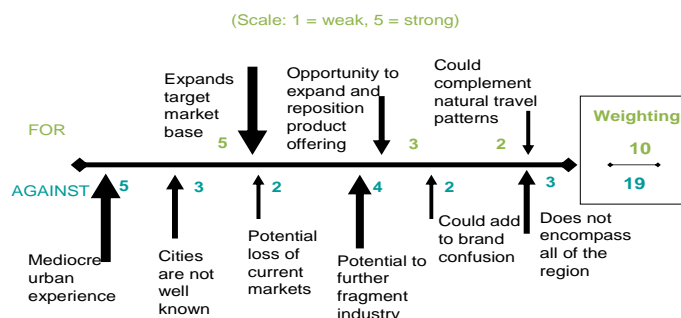 (Scale: 1 = weak, 5 = strong)
Expands
target
market
base
5
Opportunity to
expand and
reposition
product
offering
3
Could
complement
natural travel
patterns
2
FOR
Weighting
10
19
AGAINST
5
Mediocre
urban
experience
3
Cities
are not
well
known
2
Potential
loss of
current
markets
4
Potential to
further
fragment
industry
2
Could add
to brand
confusion
3
Does not
encompass
all of the
region